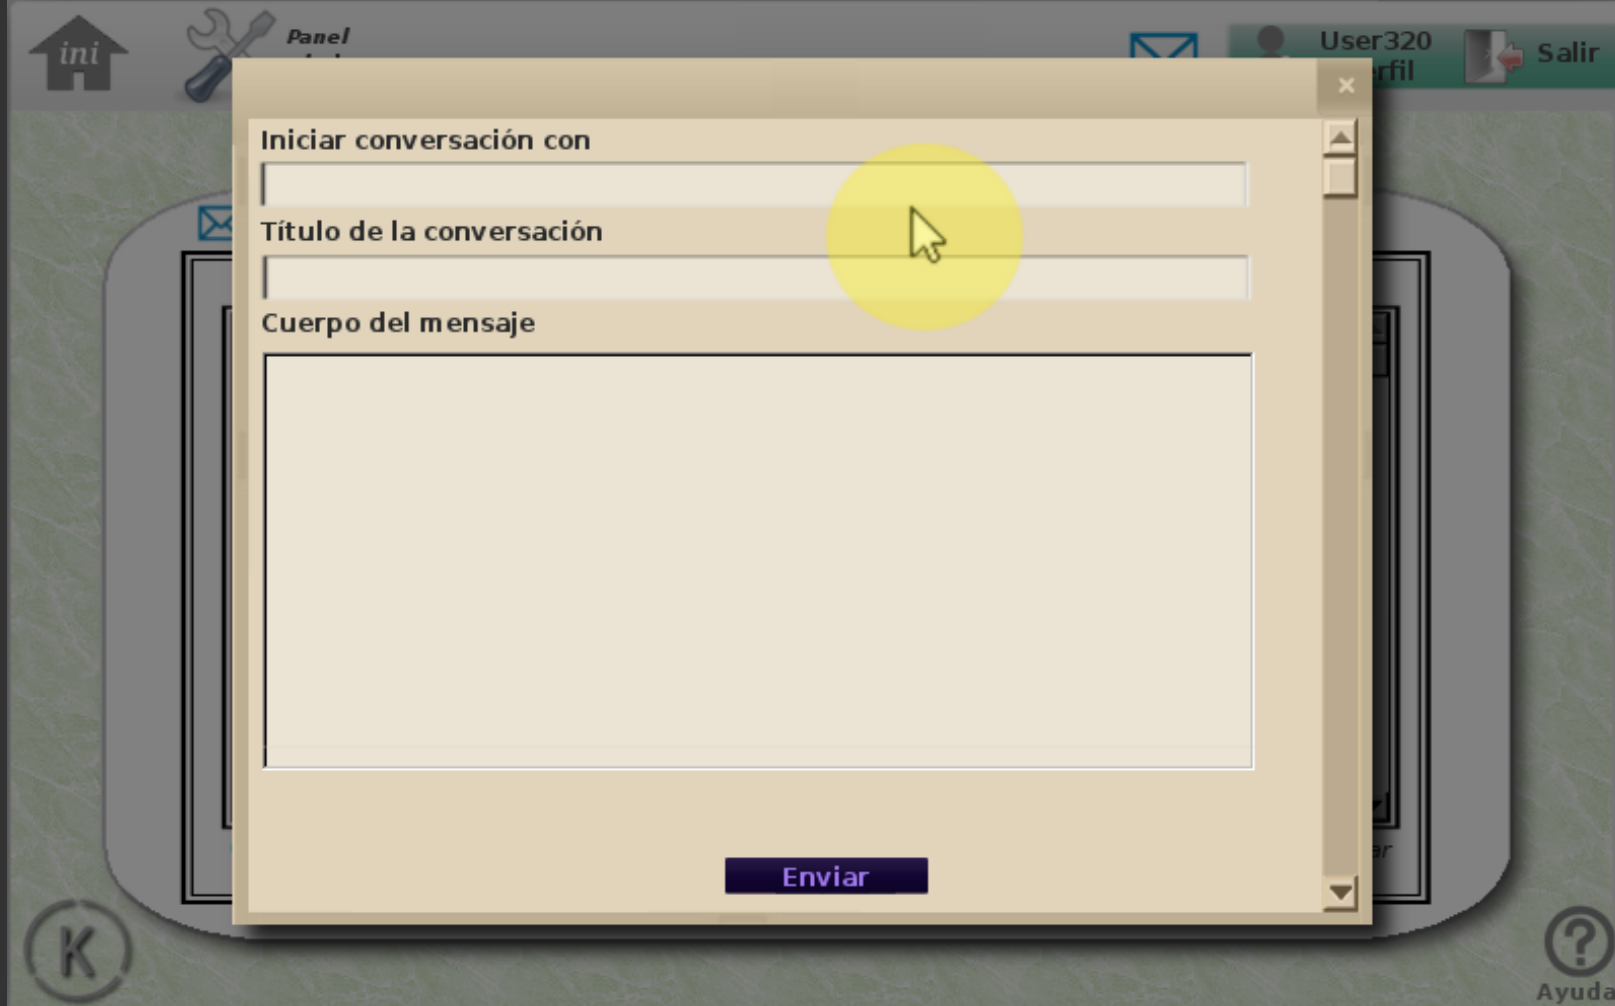 ini
Panel
User320
Salir
×
Iniciar conversación con
Título de la conversación
Cuerpo del mensaje
Enviar
K
?
Ayuda